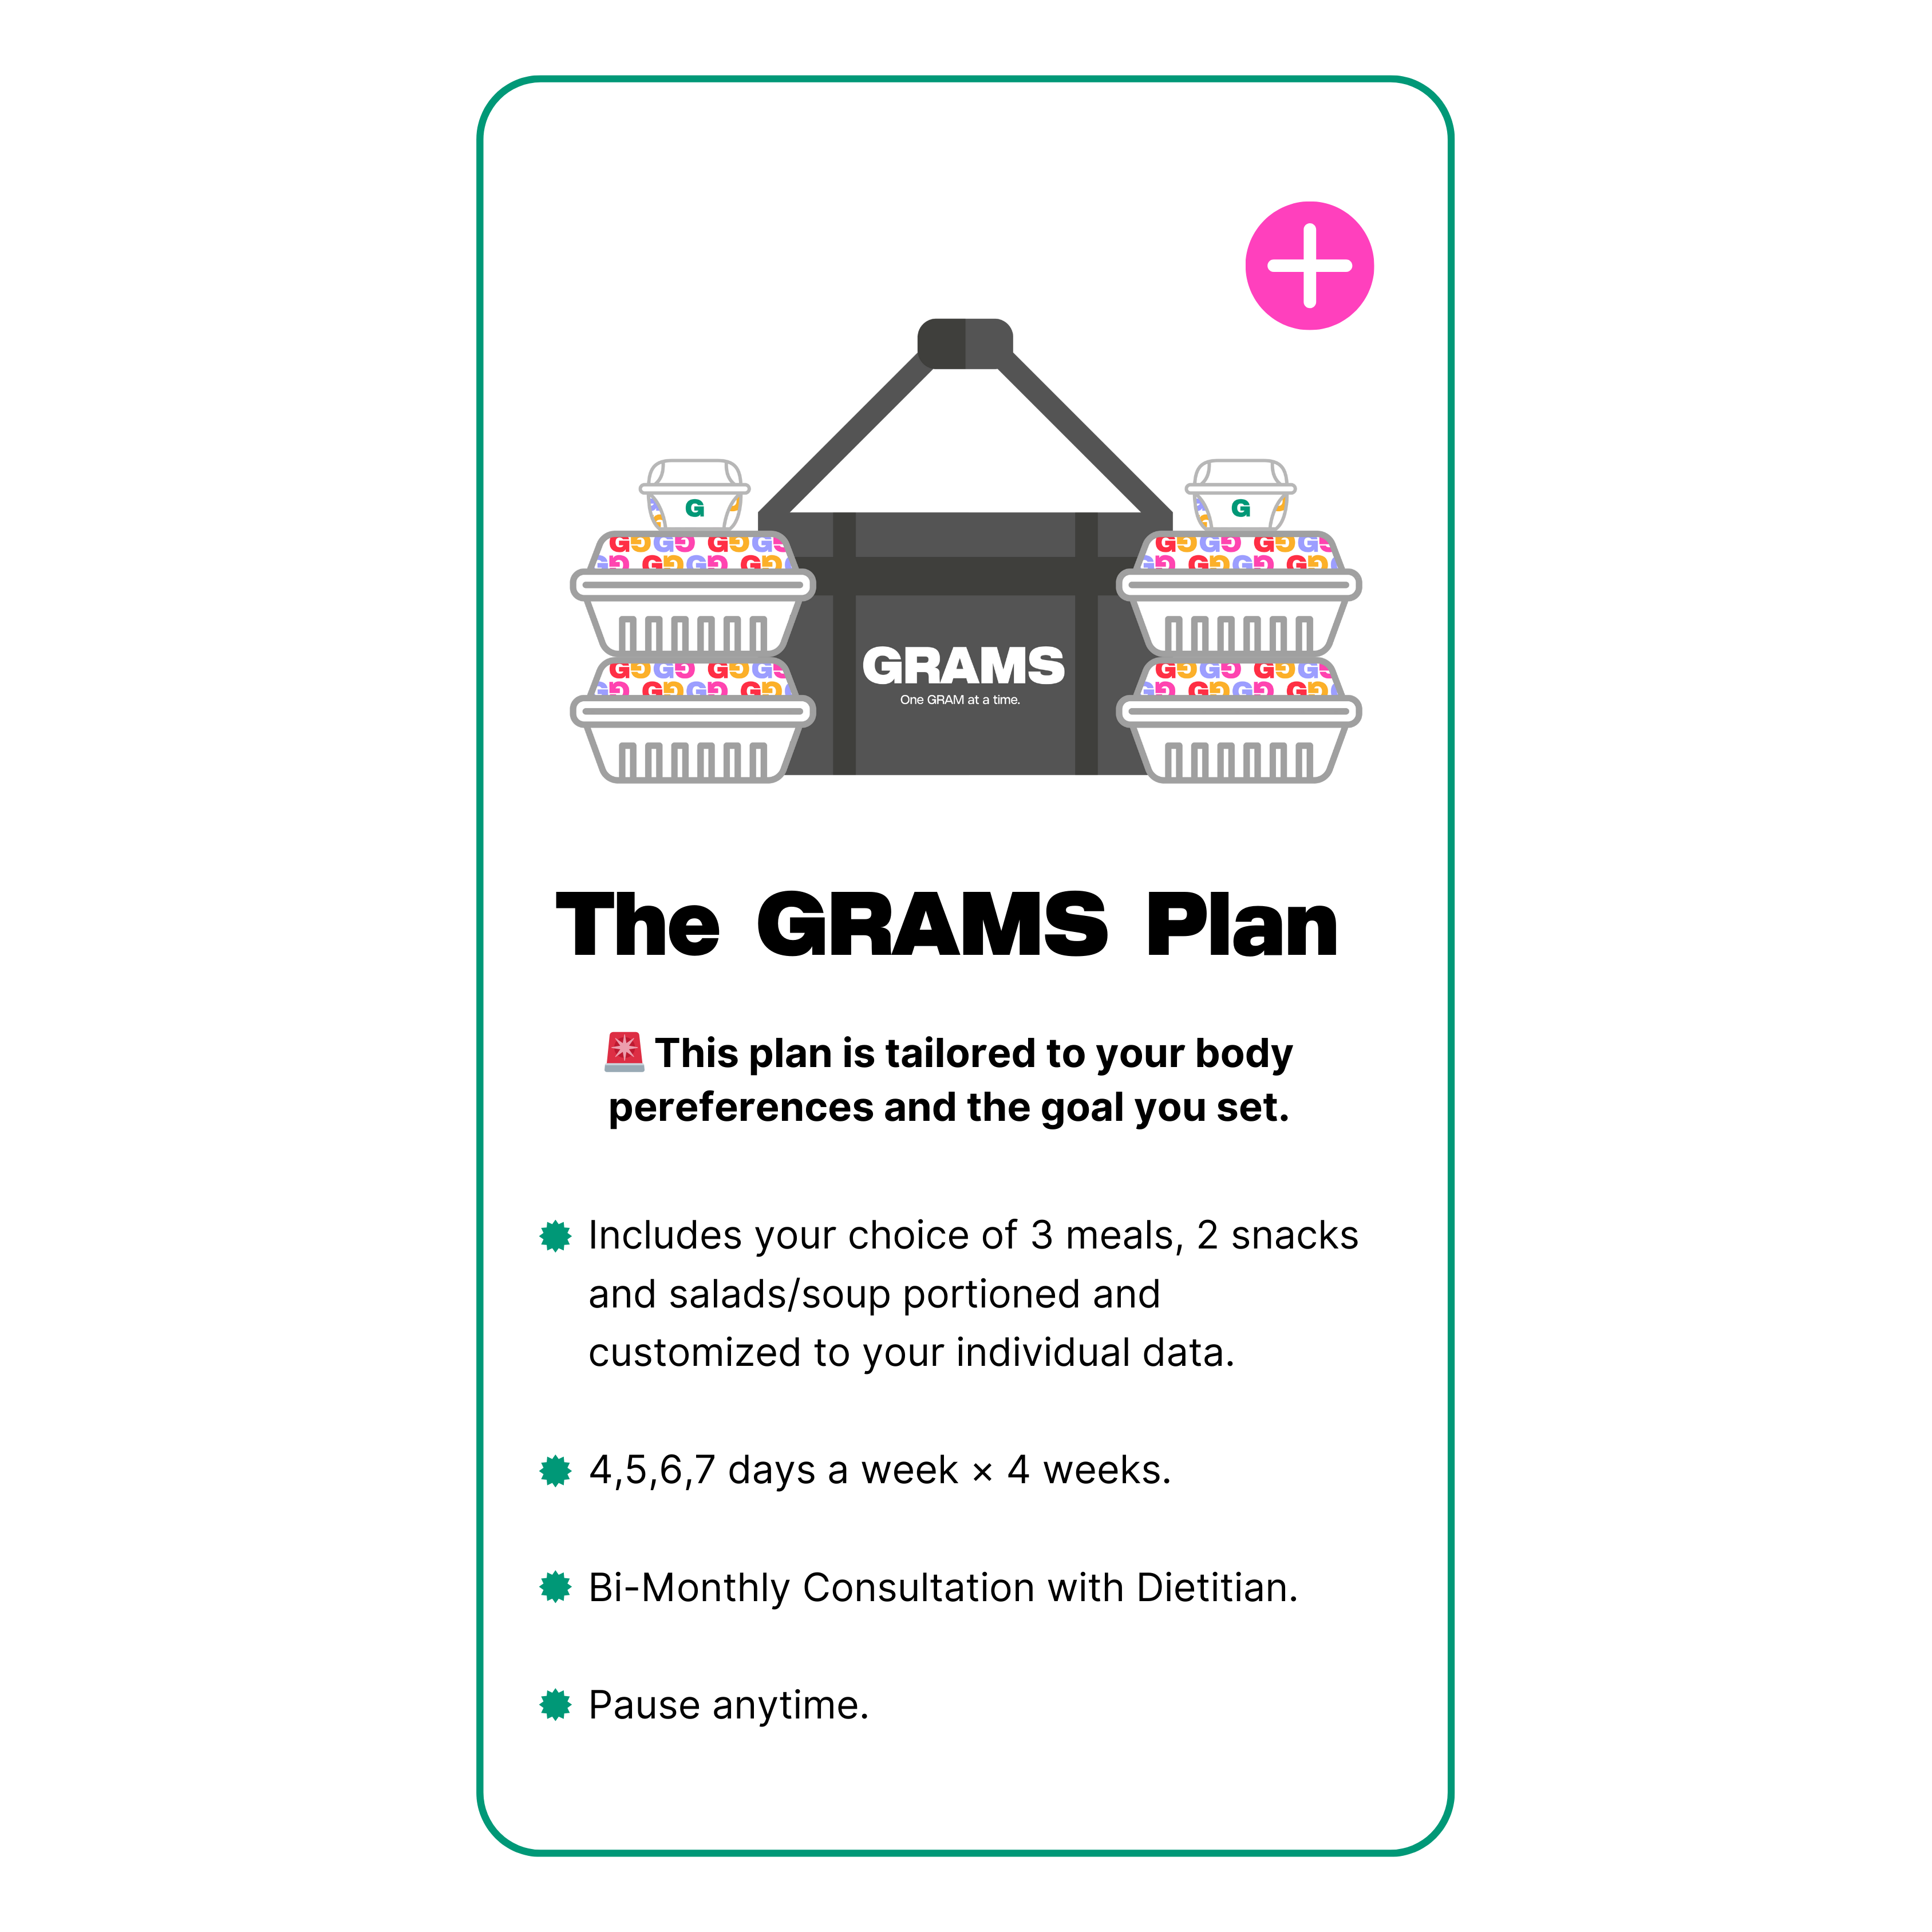 G
G
GRAMS
One GRAM at a time.
The GRAMS Plan
🚨 This plan is tailored to your body
pereferences and the goal you set.
Includes your choice of 3 meals, 2 snacks
and salads/soup portioned and
customized to your individual data.
4,5,6,7 days a week × 4 weeks.
Bi-Monthly Consultation with Dietitian.
Pause anytime.